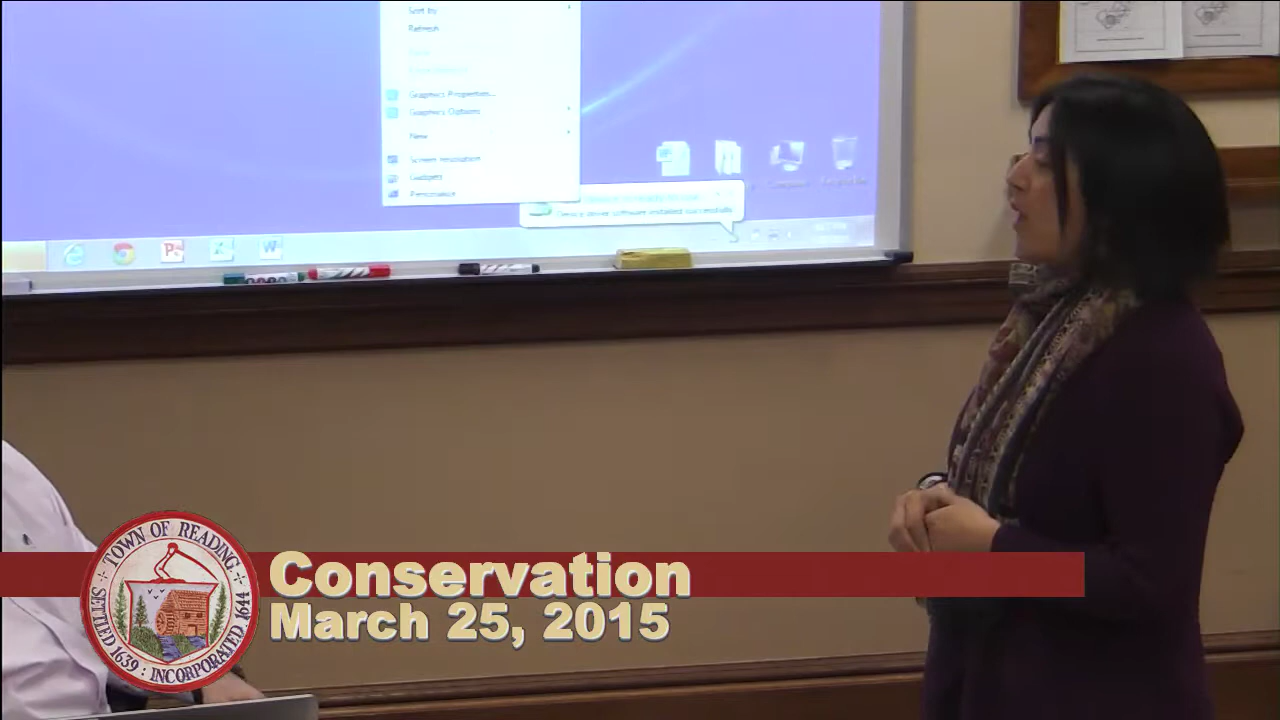 Sort by
Refresh
Graphics Properties...
Graphics Options
New
Screen resolution
Gadgets
Personalize
Device driver software installed successfully.
TOWN OF READING
SETTLED 1639 : INCORPORATED 1644
Conservation
March 25, 2015